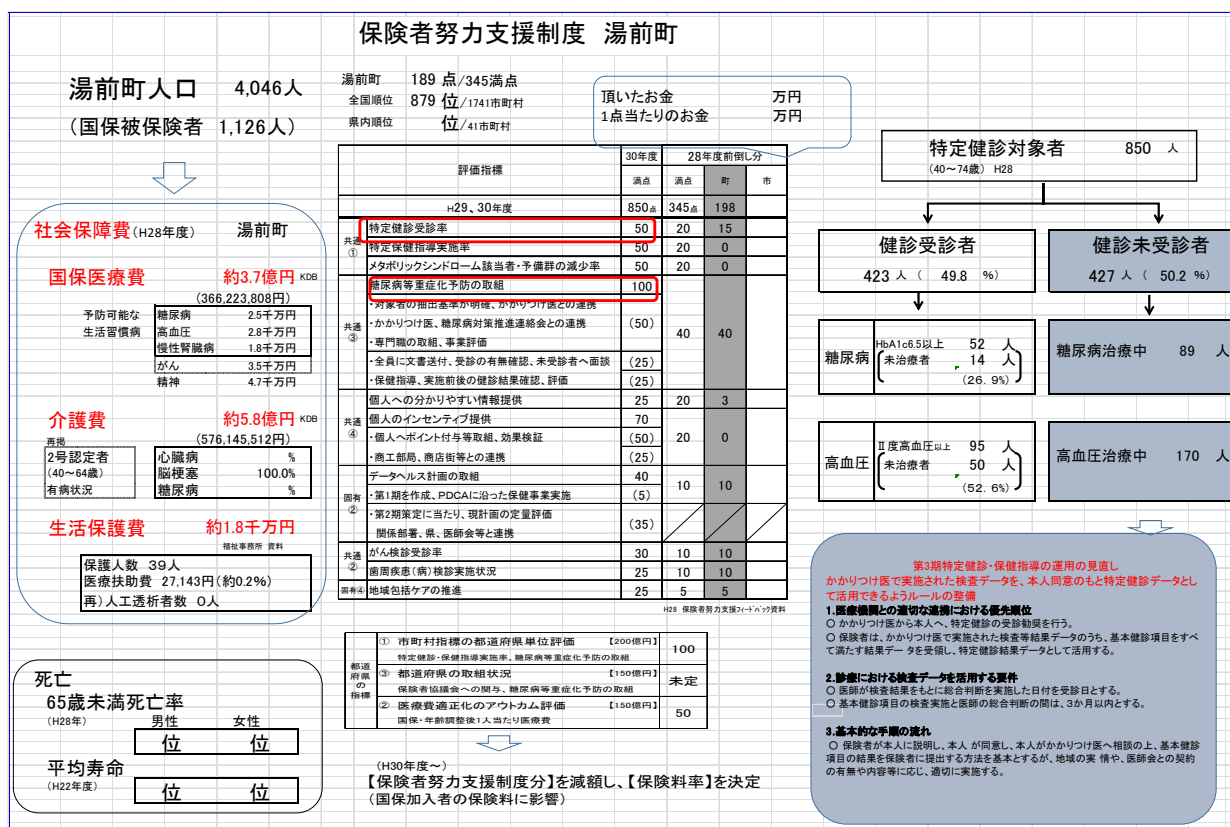 保険者努力支援制度 湯前町
湯前町人口 4,046人
(国保被保険者 1,126人)
湯前町 189 点/345満点
全国順位 879 位/1741市町村
県内順位 位/41市町村
頂いたお金 万円
1点当たりのお金 万円
社会保障費(H28年度) 湯前町
国保医療費 約3.7億円 KDB
(366,223,808円)
予防可能な 糖尿病 2.5千万円
生活習慣病 高血圧 2.8千万円
慢性腎臓病 1.8千万円
がん 3.5千万円
精神 4.7千万円
介護費 約5.8億円 KDB
再掲 (576,145,512円)
2号認定者 心臓病 %
(40~64歳) 脳梗塞 100.0%
有病状況 糖尿病 %
生活保護費 約1.8千万円
福祉事務所 資料
保護人数 39人
医療扶助費 27,143円(約0.2%)
再)人工透析者数 0人
死亡
65歳未満死亡率
(H28年) 男性 女性
位 位
平均寿命
(H22年度) 位 位
評価指標 30年度 28年度前倒し分
満点 満点 町 市
H29、30年度 850点 345点 198
共通① 特定健診受診率 50 20 15
特定保健指導実施率 50 20 0
メタボリックシンドローム該当者・予備群の減少率 50 20 0
共通③ 糖尿病等重症化予防の取組 100 40 40
・対象者の抽出基準が明確、かかりつけ医との連携
・かかりつけ医、糖尿病対策推進連絡会との連携 (50)
・専門職の取組、事業評価
・全員に文書送付、受診の有無確認、未受診者へ面談 (25)
・保健指導、実施前後の健診結果確認、評価 (25)
共通④ 個人への分かりやすい情報提供 25 20 3
個人のインセンティブ提供 70 20 0
・個人へポイント付与等取組、効果検証 (50)
・商工部局、商店街等との連携 (25)
固有② データヘルス計画の取組 40 10 10
・第1期を作成、PDCAに沿った保健事業実施 (5)
・第2期策定に当たり、現計画の定量評価 (35)
関係部署、県、医師会等と連携
共通② がん検診受診率 30 10 10
歯周疾患(病)検診実施状況 25 10 10
固有④ 地域包括ケアの推進 25 5 5
H28 保険者努力支援フィードバック資料
都道府県の指標
① 市町村指標の都道府県単位評価 【200億円】 100
特定健診・保健指導実施率、糖尿病等重症化予防の取組
③ 都道府県の取組状況 【150億円】 未定
保険者協議会への関与、糖尿病等重症化予防の取組
② 医療費適正化のアウトカム評価 【150億円】 50
国保・年齢調整後1人当たり医療費
(H30年度~)
【保険者努力支援制度分】を減額し、【保険料率】を決定
(国保加入者の保険料に影響)
特定健診対象者 850 人
(40~74歳) H28
健診受診者
423 人 ( 49.8 %)
健診未受診者
427 人 ( 50.2 %)
糖尿病 HbA1c6.5以上 52 人
未治療者 14 人
(26.9%)
糖尿病治療中 89 人
高血圧 Ⅱ度高血圧以上 95 人
未治療者 50 人
(52.6%)
高血圧治療中 170 人
第3期特定健診・保健指導の運用の見直し
かかりつけ医で実施された検査データを、本人同意のもと特定健診データとし
て活用できるようルールの整備
1.医療機関との適切な連携における優先順位
○ かかりつけ医から本人へ、特定健診の受診勧奨を行う。
○ 保険者は、かかりつけ医で実施された検査等結果データのうち、基本健診項目をすべ
て満たす結果データを受領し、特定健診結果データとして活用する。
2.診療における検査データを活用する要件
○ 医師が検査結果をもとに総合判断を実施した日付を受診日とする。
○ 基本健診項目の検査実施と医師の総合判断の間は、3か月以内とする。
3.基本的な手順の流れ
○ 保険者が本人に説明し、本人 が同意し、本人がかかりつけ医へ相談の上、基本健診
項目の結果を保険者に提出する方法を基本とするが、地域の実 情や、医師会との契約
の有無や内容等に応じ、適切に実施する。